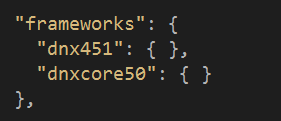 "frameworks": {
"dnx451": { },
"dnxcore50": { }
},